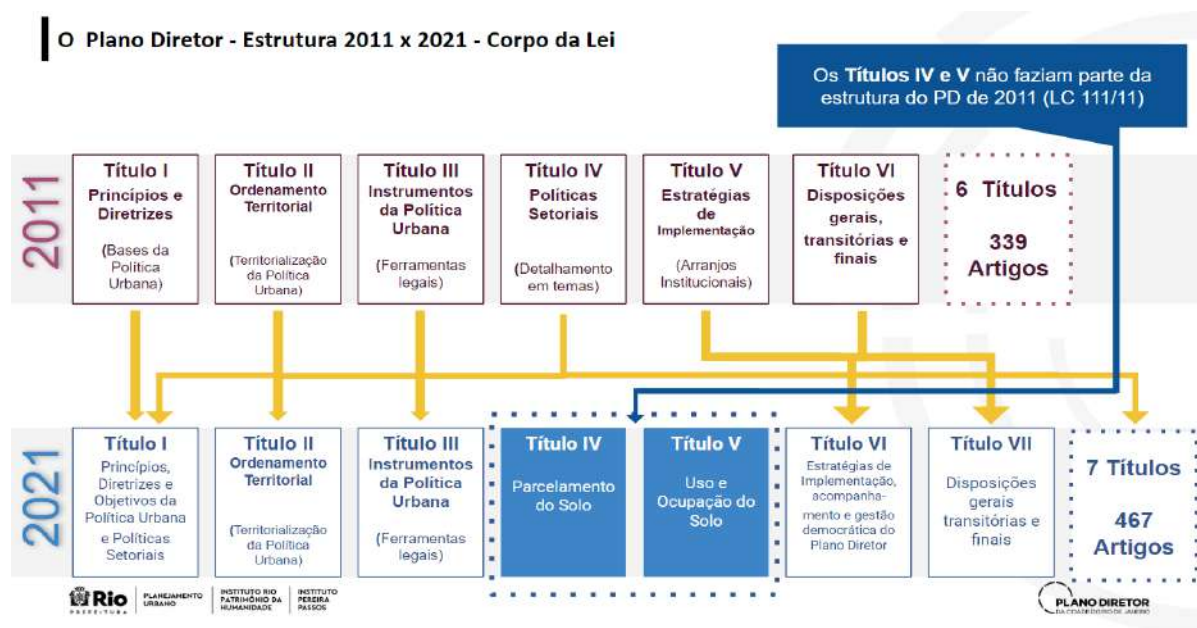 O Plano Diretor - Estrutura 2011 x 2021 - Corpo da Lei
Os Títulos IV e V não faziam parte da
estrutura do PD de 2011 (LC 111/11)
2011
Título I
Princípios e
Diretrizes
(Bases da
Política
Urbana)
Título II
Ordenamento
Territorial
(Territorialização
da Política
Urbana)
Título III
Instrumentos
da Política
Urbana
(Ferramentas
legais)
Título IV
Políticas
Setoriais
(Detalhamento
em temas)
Título V
Estratégias
de
Implementação
(Arranjos
Institucionais)
Título VI
Disposições
gerais,
transitórias e
finais
6 Títulos
339
Artigos
2021
Título I
Princípios,
Diretrizes e
Objetivos da
Política Urbana
e Políticas
Setoriais
Título II
Ordenamento
Territorial
(Territorialização
da Política
Urbana)
Título III
Instrumentos
da Política
Urbana
(Ferramentas
legais)
Título IV
Parcelamento
do Solo
Título V
Uso e
Ocupação do
Solo
Título VI
Estratégias de
Implementação,
acompanha-
mento e gestão
democrática do
Plano Diretor
Título VII
Disposições
gerais
transitórias e
finais
7 Títulos
467
Artigos
Rio
PREFEITURA
PLANEJAMENTO
URBANO
INSTITUTO RIO
PATRIMÔNIO DA
HUMANIDADE
INSTITUTO
PEREIRA
PASSOS
PLANO DIRETOR
DA CIDADE DO RIO DE JANEIRO